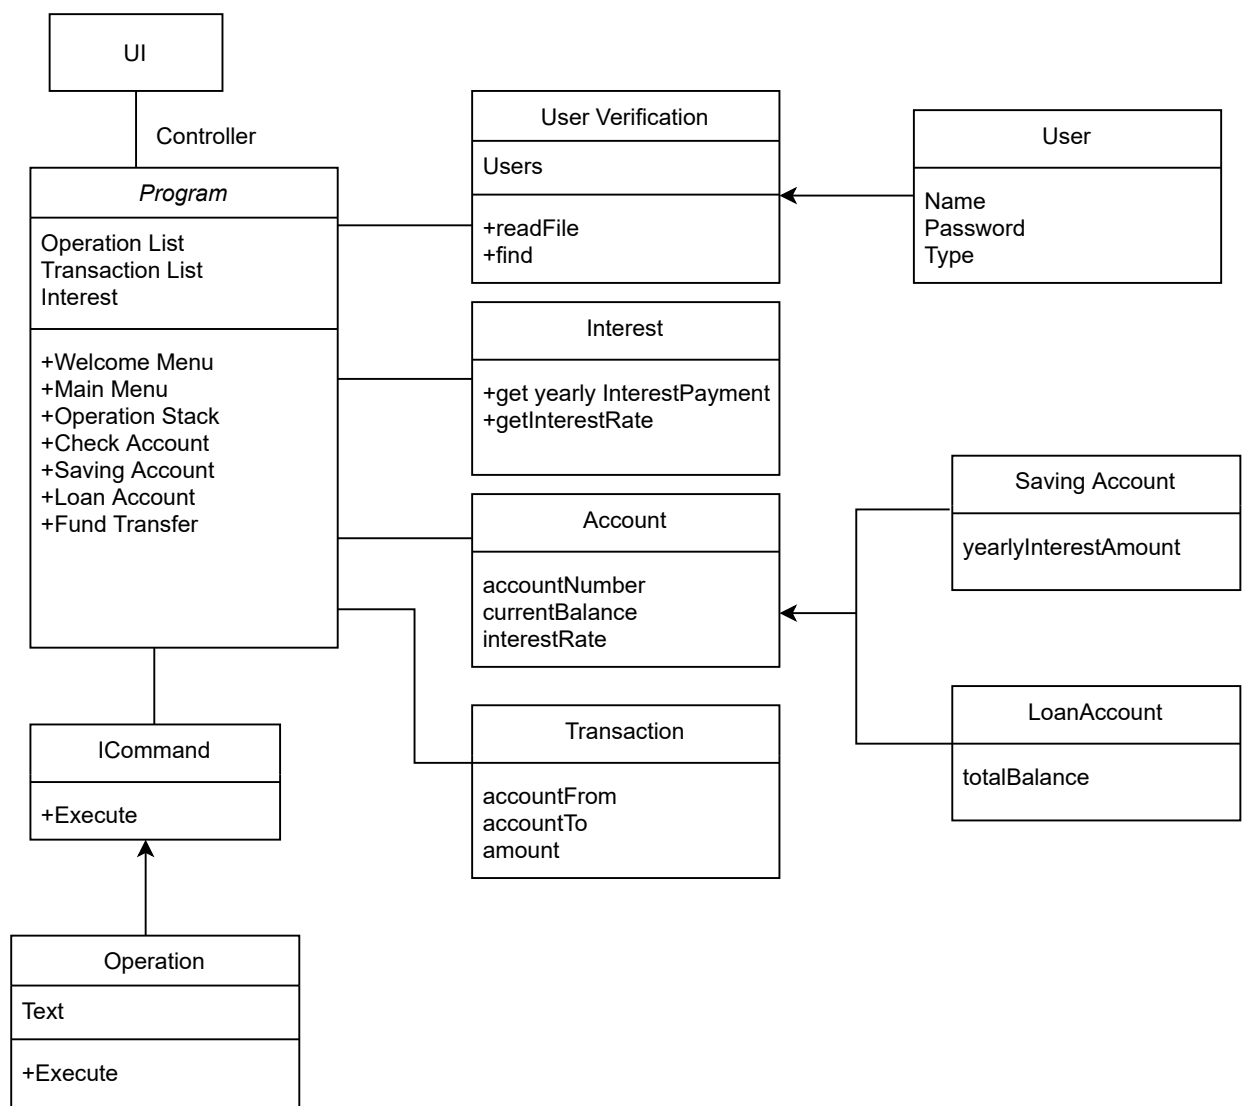 UI
Controller
Program
Operation List
Transaction List
Interest
+Welcome Menu
+Main Menu
+Operation Stack
+Check Account
+Saving Account
+Loan Account
+Fund Transfer
User Verification
Users
+readFile
+find
User
Name
Password
Type
Interest
+get yearly InterestPayment
+getInterestRate
Account
accountNumber
currentBalance
interestRate
Saving Account
yearlyInterestAmount
LoanAccount
totalBalance
Transaction
accountFrom
accountTo
amount
ICommand
+Execute
Operation
Text
+Execute